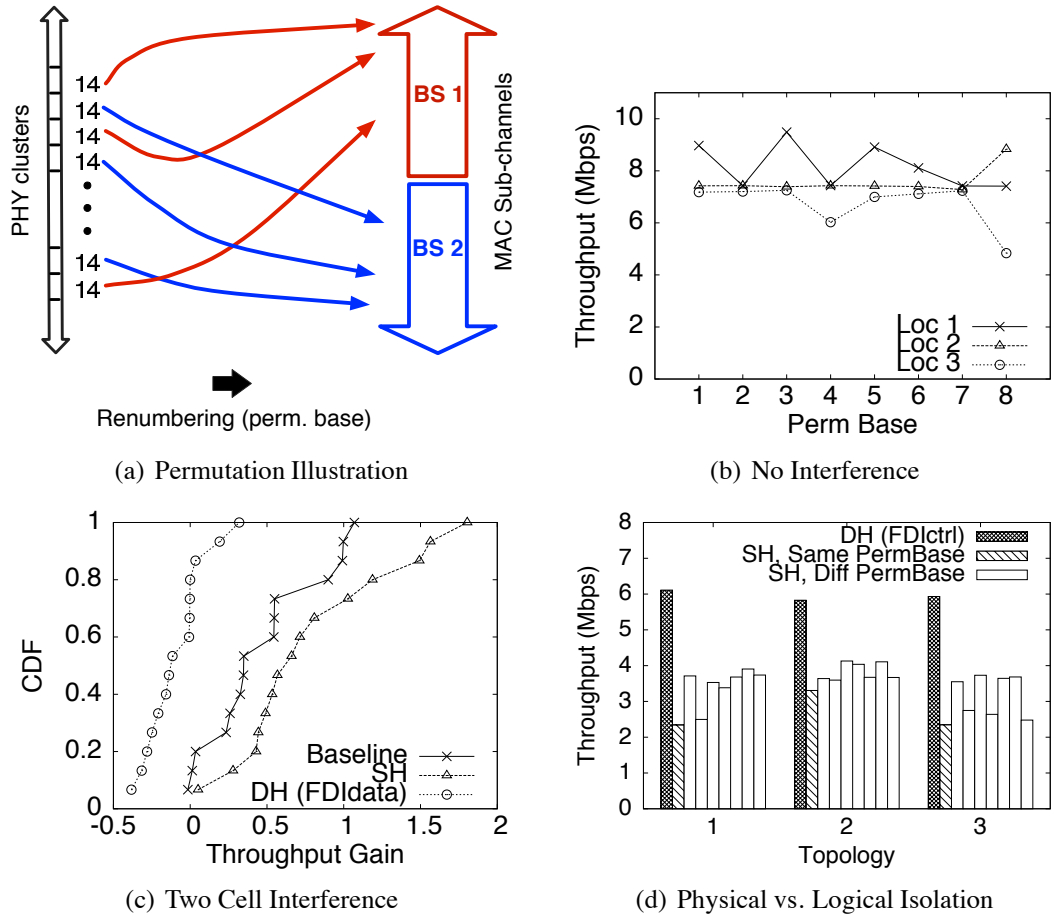 PHY clusters
14
14
14
14
14
14
BS 1
BS 2
MAC Sub-channels
Renumbering (perm. base)
(a) Permutation Illustration
Throughput (Mbps)
10
8
6
4
2
0
Loc 1
Loc 2
Loc 3
1 2 3 4 5 6 7 8
Perm Base
(b) No Interference
CDF
1
0.8
0.6
0.4
0.2
0
Baseline
SH
DH (FDIdata)
-0.5 0 0.5 1 1.5 2
Throughput Gain
(c) Two Cell Interference
Throughput (Mbps)
8
7
6
5
4
3
2
1
0
DH (FDIctrl)
SH, Same PermBase
SH, Diff PermBase
1 2 3
Topology
(d) Physical vs. Logical Isolation